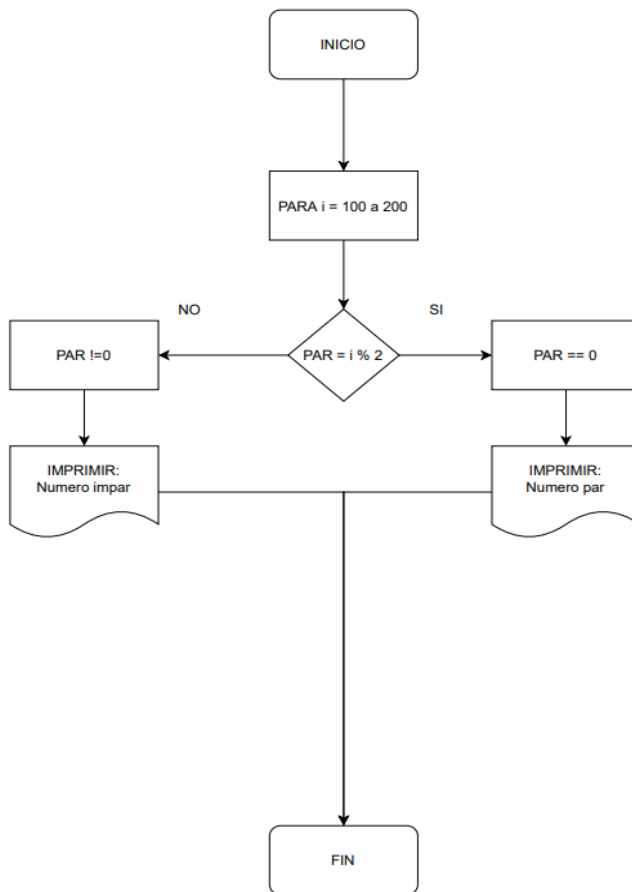 INICIO
PARA i = 100 a 200
NO
SI
PAR !=0
PAR = i % 2
PAR == 0
IMPRIMIR:
Numero impar
IMPRIMIR:
Numero par
FIN